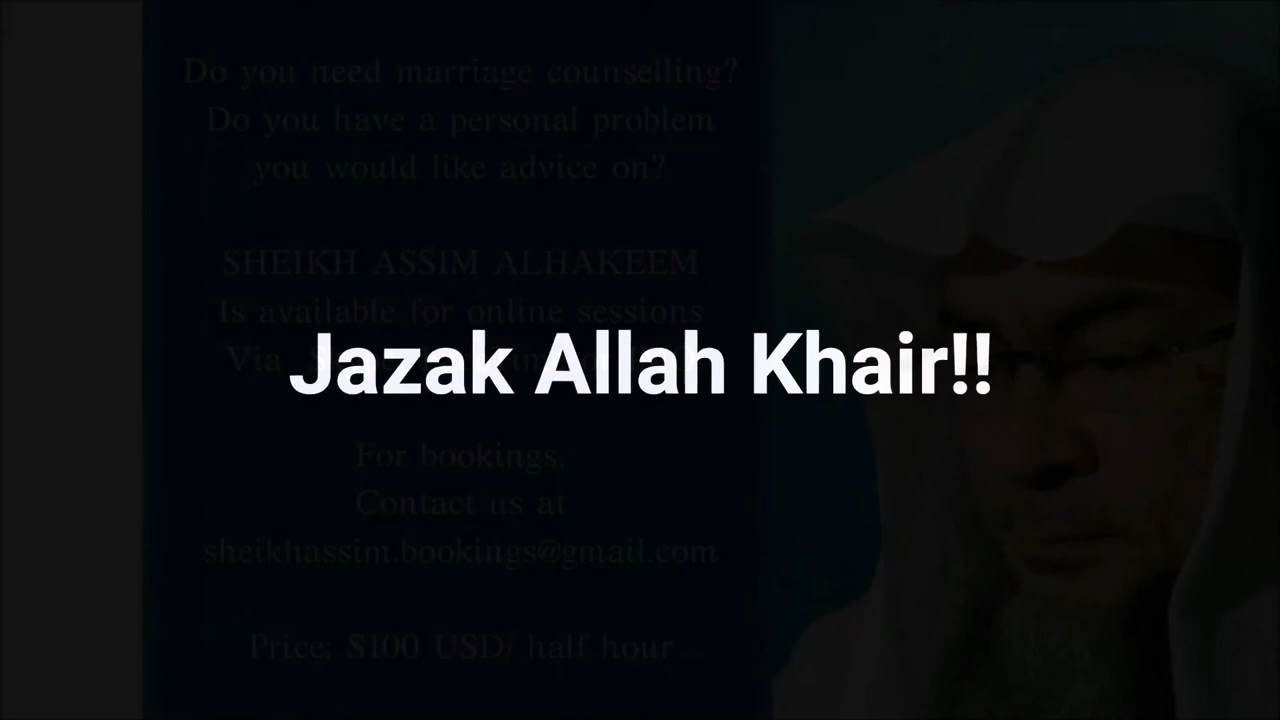 Do you need marriage counselling?
Do you have a personal problem
you would like advice on?
SHEIKH ASSIM ALHAKEEM
Is available for online sessions
Via
Jazak Allah Khair!!
For bookings,
Contact us at
sheikhassim.bookings@gmail.com
Price: $100 USD/ half hour